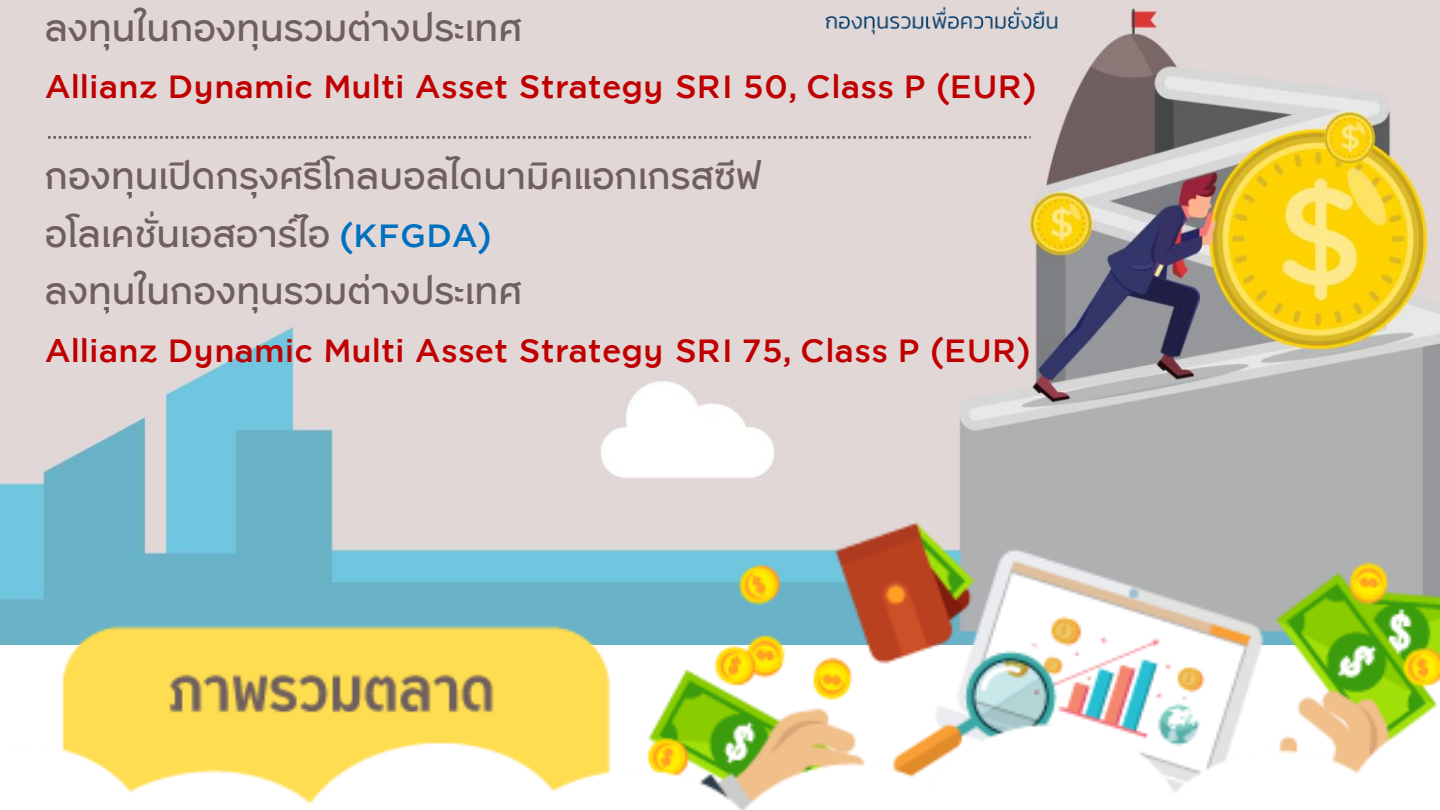 ลงทุนในกองทุนรวมต่างประเทศ
กองทุนรวมเพื่อความยั่งยืน
Allianz Dynamic Multi Asset Strategy SRI 50, Class P (EUR)
กองทุนเปิดกรุงศรีโกลบอลไดนามิคแอกเกรสซีฟ
อโลเคชั่นเอสอาร์ไอ (KFGDA)
ลงทุนในกองทุนรวมต่างประเทศ
Allianz Dynamic Multi Asset Strategy SRI 75, Class P (EUR)
ภาพรวมตลาด